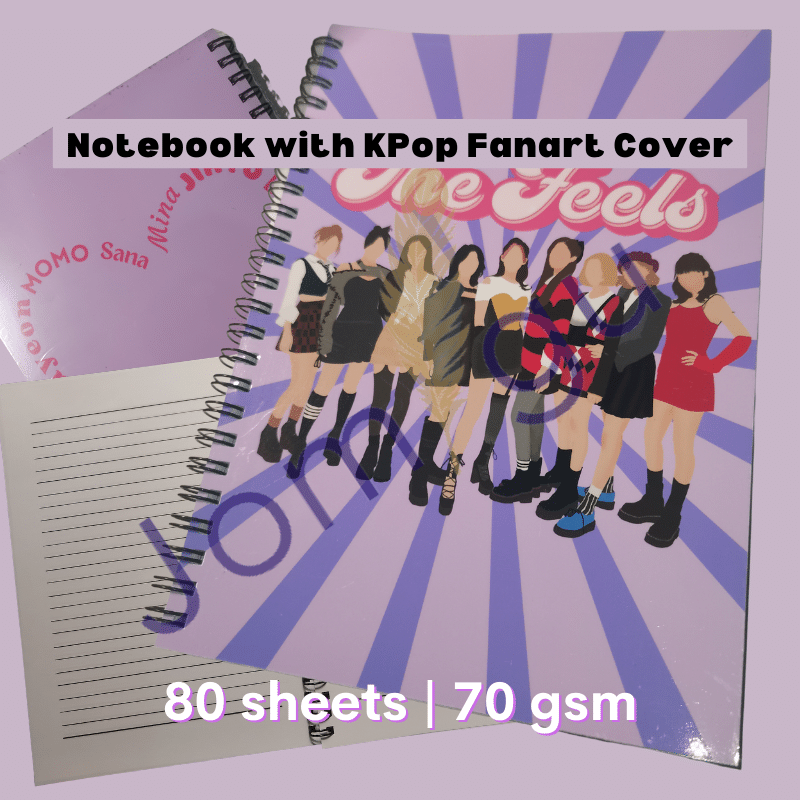 Notebook with KPop Fanart Cover
The Feels
MOMO Sana Mina
80 sheets | 70 gsm